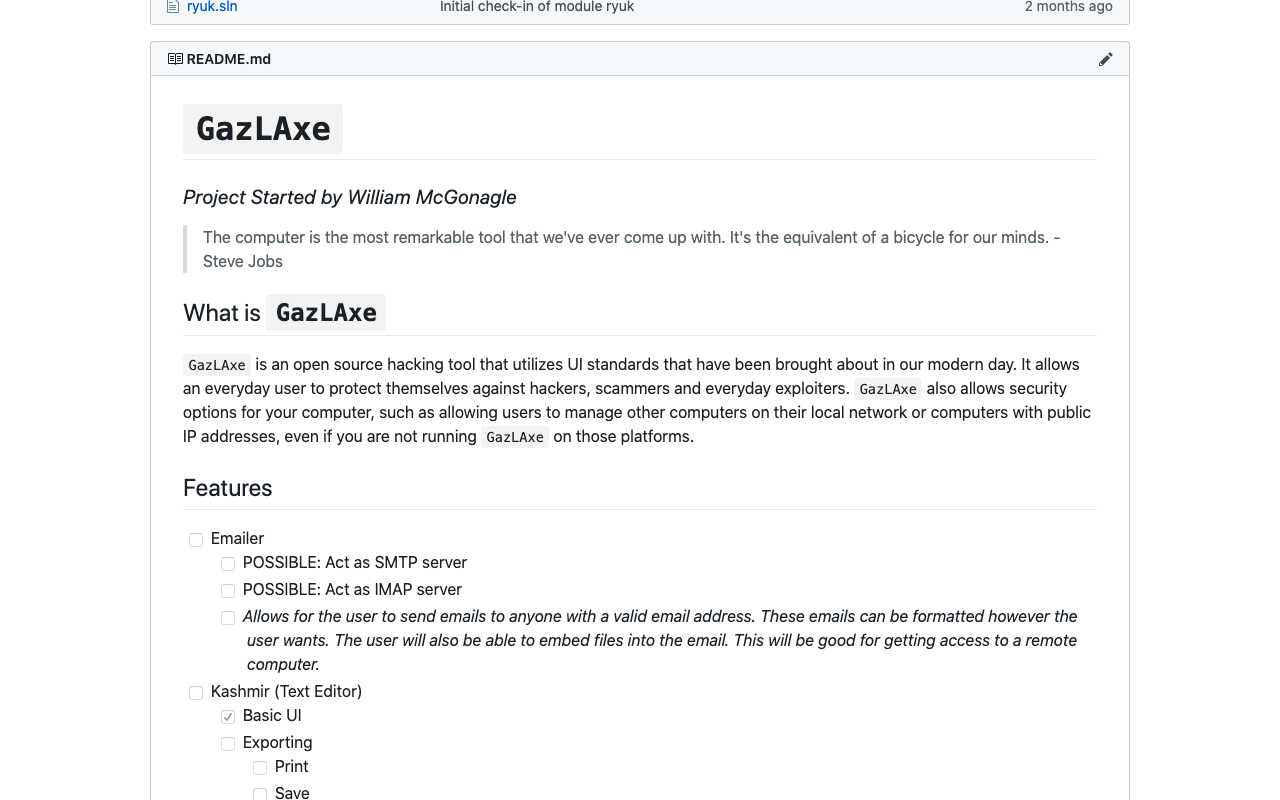 ryuk.sln Initial check-in of module ryuk 2 months ago
README.md
GazLAxe
Project Started by William McGonagle
The computer is the most remarkable tool that we've ever come up with. It's the equivalent of a bicycle for our minds. -
Steve Jobs
What is GazLAxe
GazLAxe is an open source hacking tool that utilizes UI standards that have been brought about in our modern day. It allows
an everyday user to protect themselves against hackers, scammers and everyday exploiters. GazLAxe also allows security
options for your computer, such as allowing users to manage other computers on their local network or computers with public
IP addresses, even if you are not running GazLAxe on those platforms.
Features
Emailer
POSSIBLE: Act as SMTP server
POSSIBLE: Act as IMAP server
Allows for the user to send emails to anyone with a valid email address. These emails can be formatted however the
user wants. The user will also be able to embed files into the email. This will be good for getting access to a remote
computer.
Kashmir (Text Editor)
Basic UI
Exporting
Print
Save